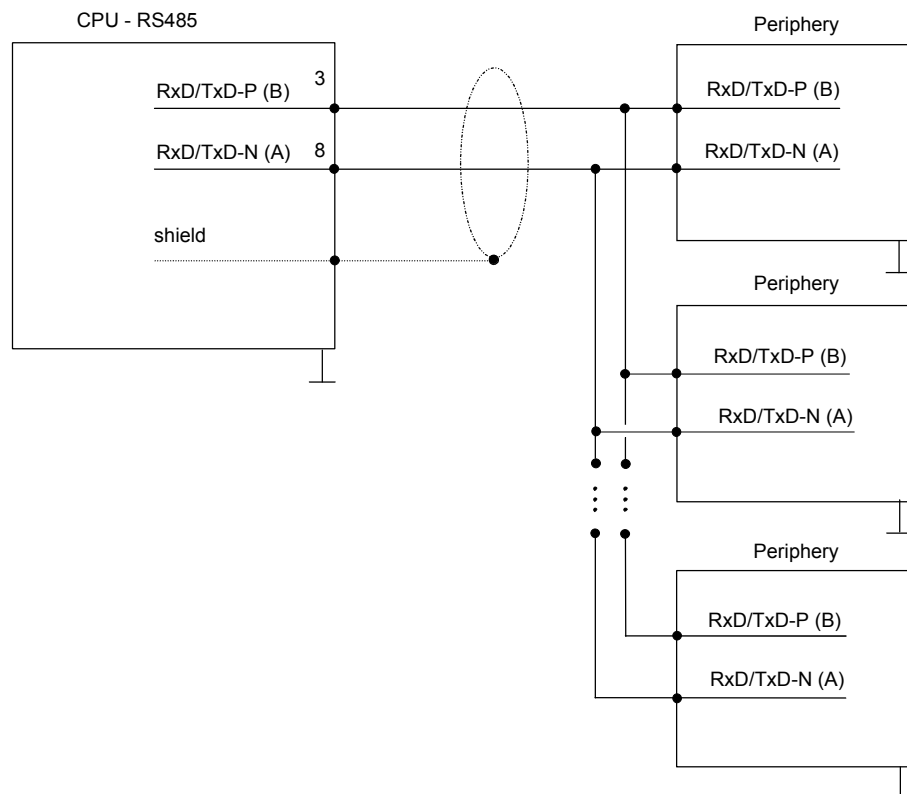 CPU - RS485
RxD/TxD-P (B)
3
RxD/TxD-N (A)
8
shield
Periphery
RxD/TxD-P (B)
RxD/TxD-N (A)
Periphery
RxD/TxD-P (B)
RxD/TxD-N (A)
Periphery
RxD/TxD-P (B)
RxD/TxD-N (A)